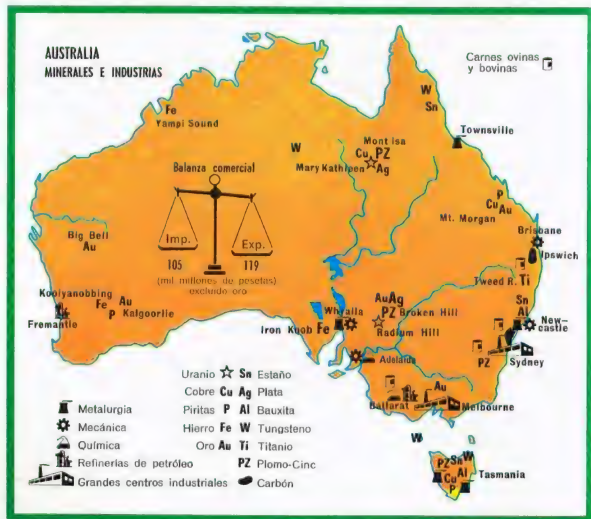 AUSTRALIA
MINERALES E INDUSTRIAS
Carnes ovinas
y bovinas
Fe
Yampi Sound
W
Sn
Townsville
W
Mont Isa
Cu PZ
Mary Kathleen Ag
Balanza comercial
Imp.
Exp.
105
119
(mil millones de pesetas)
excluido oro
P
Cu Au
Mt. Morgan
Brisbane
Ipswich
Big Bell
Au
Tweed R. Ti
Koolyanobbing
Fe Au
P Kalgoorlie
Fremantle
Au Ag
PZ Broken Hill
Radium Hill
Whyalla
Iron Knob Fe
Sn
Al
New-
castle
PZ
Sydney
Adelaida
Au
Ballarat
Melbourne
W
PZ Sn W
Cu Al
P
Tasmania
Metalurgia
Mecánica
Química
Refinerías de petróleo
Grandes centros industriales
Uranio Sn Estaño
Cobre Cu Ag Plata
Piritas P Al Bauxita
Hierro Fe W Tungsteno
Oro Au Ti Titanio
PZ Plomo-Cinc
Carbón